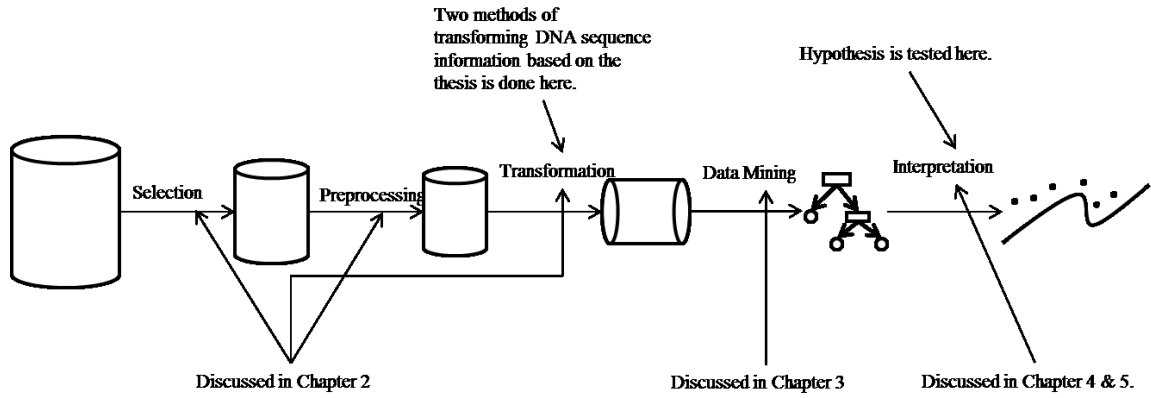 Two methods of
transforming DNA sequence
information based on the
thesis is done here.
Hypothesis is tested here.
Selection
Preprocessing
Transformation
Data Mining
Interpretation
Discussed in Chapter 2
Discussed in Chapter 3
Discussed in Chapter 4 & 5.